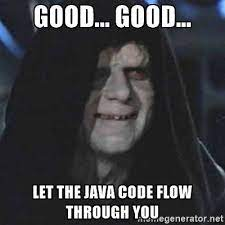 GOOD... GOOD...
LET THE JAVA CODE FLOW
THROUGH YOU
memegenerator.net